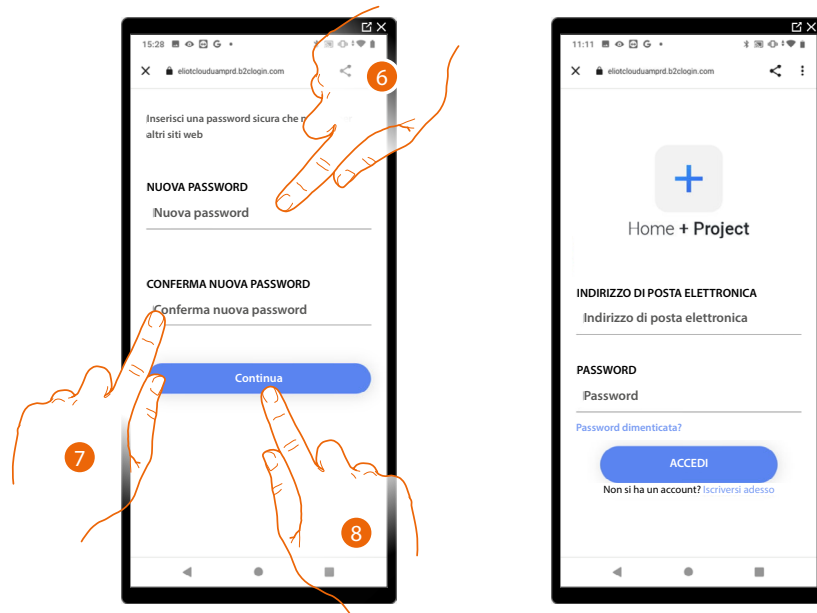 15:28 G
eliotclouduamprd.b2clogin.com
6
Inserisci una password sicura che
altri siti web
NUOVA PASSWORD
Nuova password
CONFERMA NUOVA PASSWORD
Conferma nuova password
Continua
7
8
11:11 G
eliotclouduamprd.b2clogin.com
Home + Project
INDIRIZZO DI POSTA ELETTRONICA
Indirizzo di posta elettronica
PASSWORD
Password
Password dimenticata?
ACCEDI
Non si ha un account? Iscriversi adesso